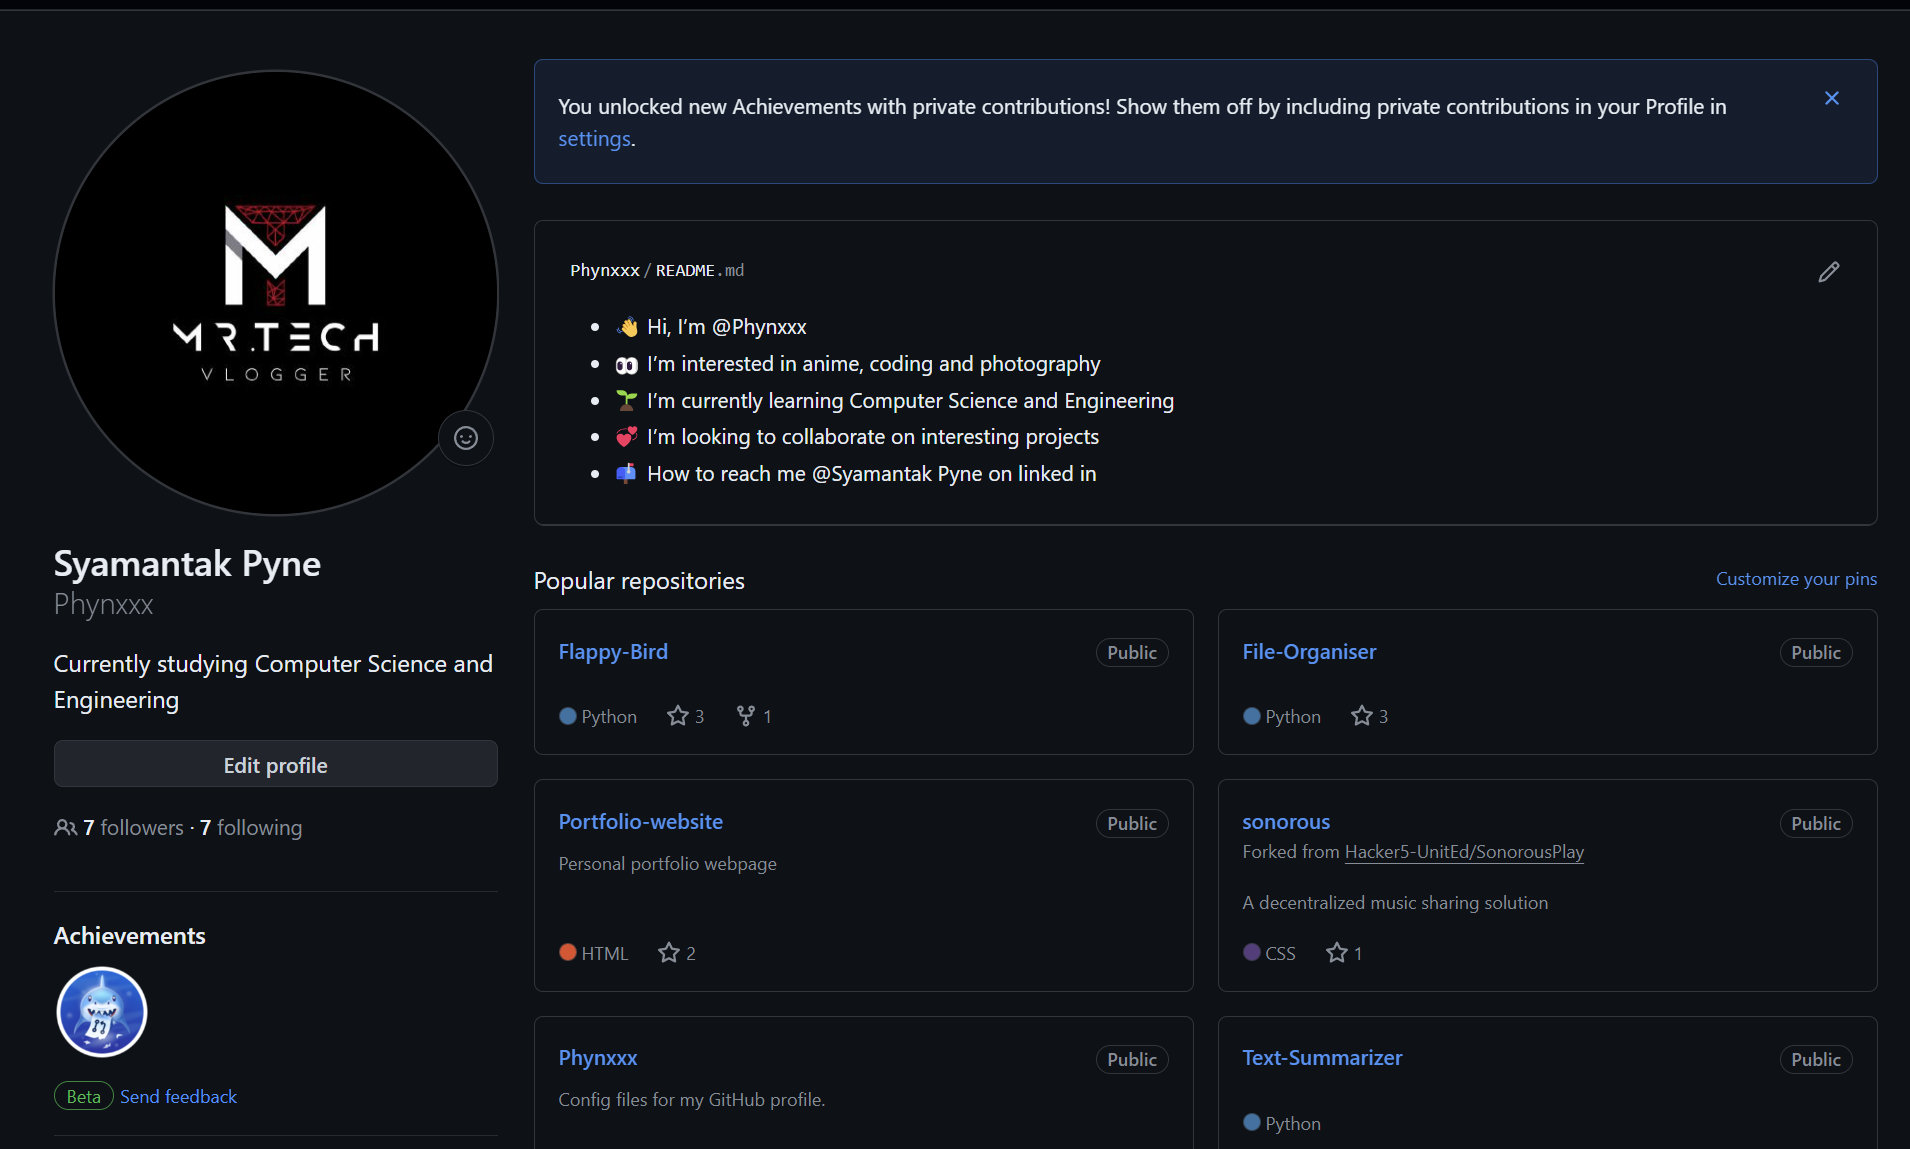 MR.TECH
VLOGGER
Syamantak Pyne
Phynxxx
Currently studying Computer Science and
Engineering
Edit profile
7 followers · 7 following
Achievements
Beta Send feedback
You unlocked new Achievements with private contributions! Show them off by including private contributions in your Profile in
settings.
Phynxxx/README.md
👋 Hi, I’m @Phynxxx
👀 I’m interested in anime, coding and photography
🌱 I’m currently learning Computer Science and Engineering
💞️ I’m looking to collaborate on interesting projects
📫 How to reach me @Syamantak Pyne on linked in
Popular repositories
Customize your pins
Flappy-Bird Public
Python 3 1
File-Organiser Public
Python 3
Portfolio-website Public
Personal portfolio webpage
HTML 2
sonorous Public
Forked from Hacker5-UnitEd/SonorousPlay
A decentralized music sharing solution
CSS 1
Phynxxx Public
Config files for my GitHub profile.
Text-Summarizer Public
Python